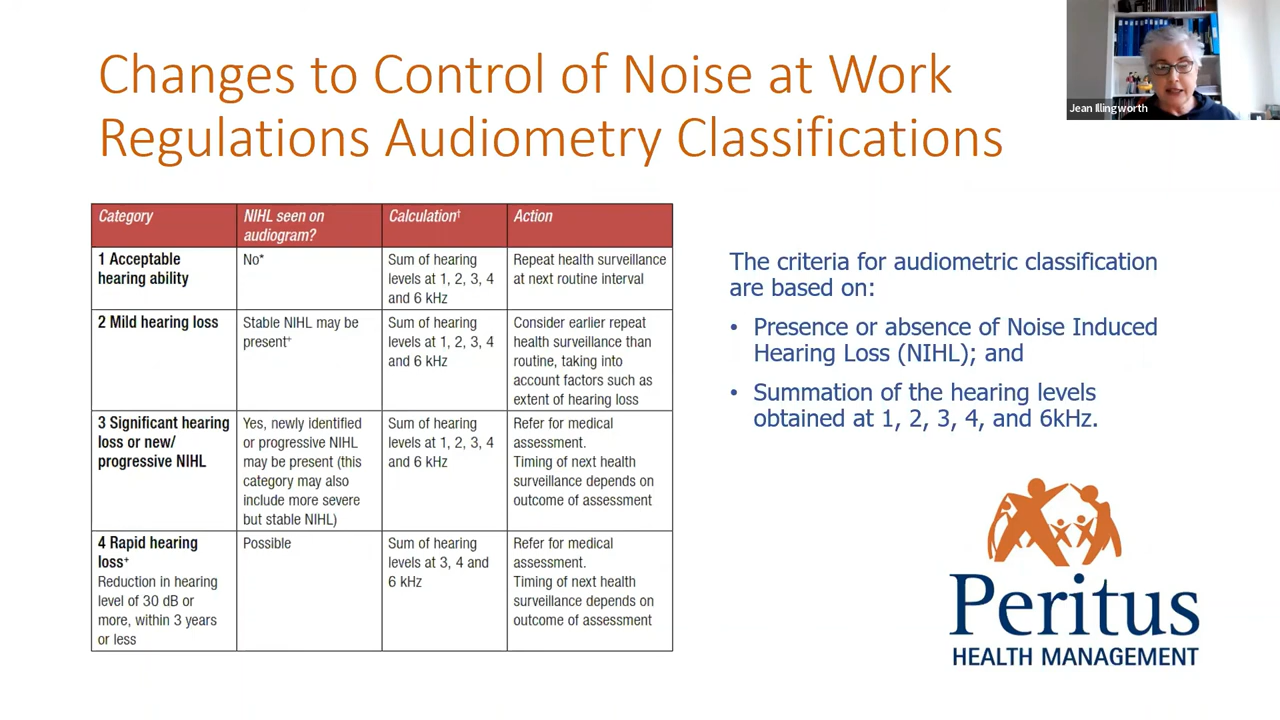 Changes to Control of Noise at Work
Regulations Audiometry Classifications
Jean Illingworth
Category
NIHL seen on
audiogram?
Calculation†
Action
1 Acceptable
hearing ability
No*
Sum of hearing
levels at 1, 2, 3, 4
and 6 kHz
Repeat health surveillance
at next routine interval
2 Mild hearing loss
Stable NIHL may be
present⁺
Sum of hearing
levels at 1, 2, 3, 4
and 6 kHz
Consider earlier repeat
health surveillance than
routine, taking into
account factors such as
extent of hearing loss
3 Significant hearing
loss or new/
progressive NIHL
Yes, newly identified
or progressive NIHL
may be present (this
category may also
include more severe
but stable NIHL)
Sum of hearing
levels at 1, 2, 3, 4
and 6 kHz
Refer for medical
assessment.
Timing of next health
surveillance depends on
outcome of assessment
4 Rapid hearing
loss⁺
Reduction in hearing
level of 30 dB or
more, within 3 years
or less
Possible
Sum of hearing
levels at 3, 4 and
6 kHz
Refer for medical
assessment.
Timing of next health
surveillance depends on
outcome of assessment
The criteria for audiometric classification
are based on:
• Presence or absence of Noise Induced
Hearing Loss (NIHL); and
• Summation of the hearing levels
obtained at 1, 2, 3, 4, and 6kHz.
Peritus
HEALTH MANAGEMENT